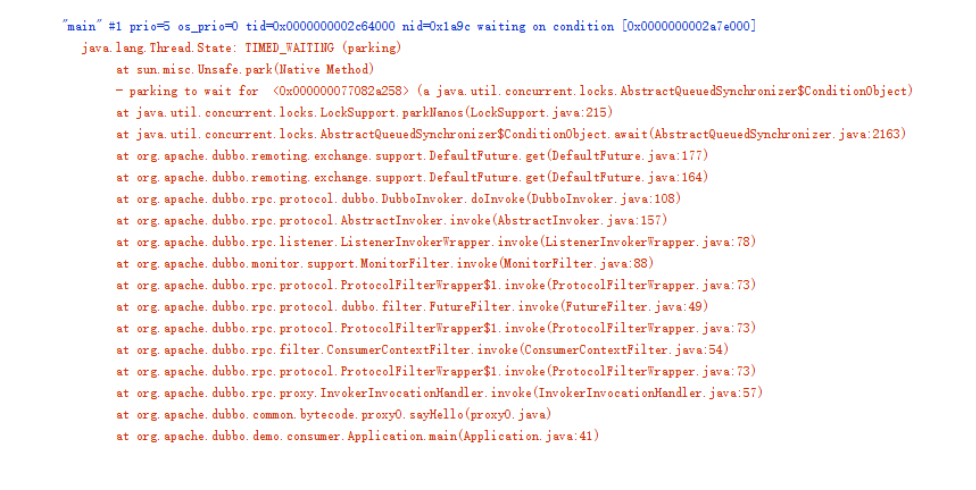 "main" #1 prio=5 os_prio=0 tid=0x0000000002c64000 nid=0x1a9c waiting on condition [0x0000000002a7e000]
java.lang.Thread.State: TIMED_WAITING (parking)
at sun.misc.Unsafe.park(Native Method)
- parking to wait for <0x000000077082a258> (a java.util.concurrent.locks.AbstractQueuedSynchronizer$ConditionObject)
at java.util.concurrent.locks.LockSupport.parkNanos(LockSupport.java:215)
at java.util.concurrent.locks.AbstractQueuedSynchronizer$ConditionObject.await(AbstractQueuedSynchronizer.java:2163)
at org.apache.dubbo.remoting.exchange.support.DefaultFuture.get(DefaultFuture.java:177)
at org.apache.dubbo.remoting.exchange.support.DefaultFuture.get(DefaultFuture.java:164)
at org.apache.dubbo.rpc.protocol.dubbo.DubboInvoker.doInvoke(DubboInvoker.java:108)
at org.apache.dubbo.rpc.protocol.AbstractInvoker.invoke(AbstractInvoker.java:157)
at org.apache.dubbo.rpc.listener.ListenerInvokerWrapper.invoke(ListenerInvokerWrapper.java:78)
at org.apache.dubbo.monitor.support.MonitorFilter.invoke(MonitorFilter.java:88)
at org.apache.dubbo.rpc.protocol.ProtocolFilterWrapper$1.invoke(ProtocolFilterWrapper.java:73)
at org.apache.dubbo.rpc.protocol.dubbo.filter.FutureFilter.invoke(FutureFilter.java:49)
at org.apache.dubbo.rpc.protocol.ProtocolFilterWrapper$1.invoke(ProtocolFilterWrapper.java:73)
at org.apache.dubbo.rpc.filter.ConsumerContextFilter.invoke(ConsumerContextFilter.java:54)
at org.apache.dubbo.rpc.protocol.ProtocolFilterWrapper$1.invoke(ProtocolFilterWrapper.java:73)
at org.apache.dubbo.rpc.proxy.InvokerInvocationHandler.invoke(InvokerInvocationHandler.java:57)
at org.apache.dubbo.common.bytecode.proxy0.sayHello(proxy0.java)
at org.apache.dubbo.demo.consumer.Application.main(Application.java:41)